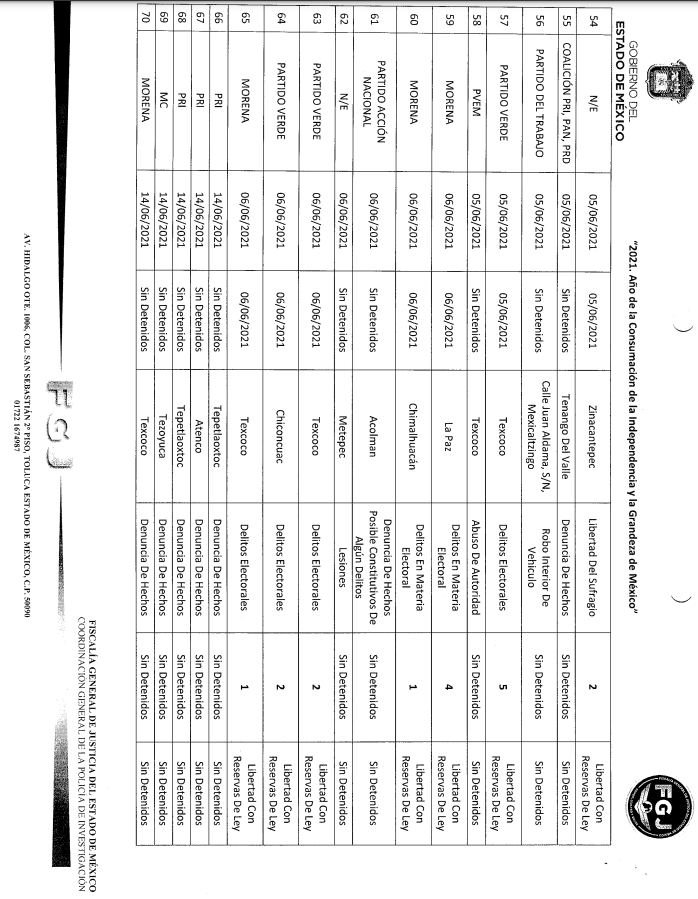 GOBIERNO DEL
ESTADO DE MÉXICO
"2021. Año de la Consumación de la Independencia y la Grandeza de México"
FGJ
54 N/E 05/06/2021 05/06/2021 Zinacantepec Libertad Del Sufragio 2 Libertad Con
Reservas De Ley
55 COALICIÓN PRI, PAN, PRD 05/06/2021 Sin Detenidos Tenango Del Valle Denuncia De Hechos Sin Detenidos Sin Detenidos
56 PARTIDO DEL TRABAJO 05/06/2021 Sin Detenidos Calle Juan Aldama, S/N,
Mexicaltzingo Robo Interior De
Vehículo Sin Detenidos Sin Detenidos
57 PARTIDO VERDE 05/06/2021 05/06/2021 Texcoco Delitos Electorales 5 Libertad Con
Reservas De Ley
58 PVEM 05/06/2021 Sin Detenidos Texcoco Abuso De Autoridad Sin Detenidos Sin Detenidos
59 MORENA 06/06/2021 06/06/2021 La Paz Delitos En Materia
Electoral 4 Libertad Con
Reservas De Ley
60 MORENA 06/06/2021 06/06/2021 Chimalhuacán Delitos En Materia
Electoral 1 Libertad Con
Reservas De Ley
61 PARTIDO ACCIÓN
NACIONAL 06/06/2021 Sin Detenidos Acolman Denuncia De Hechos
Posible Constitutivos De
Algún Delitos Sin Detenidos Sin Detenidos
62 N/E 06/06/2021 Sin Detenidos Metepec Lesiones Sin Detenidos Sin Detenidos
63 PARTIDO VERDE 06/06/2021 06/06/2021 Texcoco Delitos Electorales 2 Libertad Con
Reservas De Ley
64 PARTIDO VERDE 06/06/2021 06/06/2021 Chiconcuac Delitos Electorales 2 Libertad Con
Reservas De Ley
65 MORENA 06/06/2021 06/06/2021 Texcoco Delitos Electorales 1 Libertad Con
Reservas De Ley
66 PRI 14/06/2021 Sin Detenidos Tepetlaoxtoc Denuncia De Hechos Sin Detenidos Sin Detenidos
67 PRI 14/06/2021 Sin Detenidos Atenco Denuncia De Hechos Sin Detenidos Sin Detenidos
68 PRI 14/06/2021 Sin Detenidos Tepetlaoxtoc Denuncia De Hechos Sin Detenidos Sin Detenidos
69 MC 14/06/2021 Sin Detenidos Tezoyuca Denuncia De Hechos Sin Detenidos Sin Detenidos
70 MORENA 14/06/2021 Sin Detenidos Texcoco Denuncia De Hechos Sin Detenidos Sin Detenidos
FISCALÍA GENERAL DE JUSTICIA DEL ESTADO DE MÉXICO
COORDINACIÓN GENERAL DE LA POLICIA DE INVESTIGACIÓN
FGJ
AV. HIDALGO OTE. 1006, COL. SAN SEBASTIÁN 2° PISO, TOLUCA ESTADO DE MÉXICO, C.P. 50090
01722 1674987